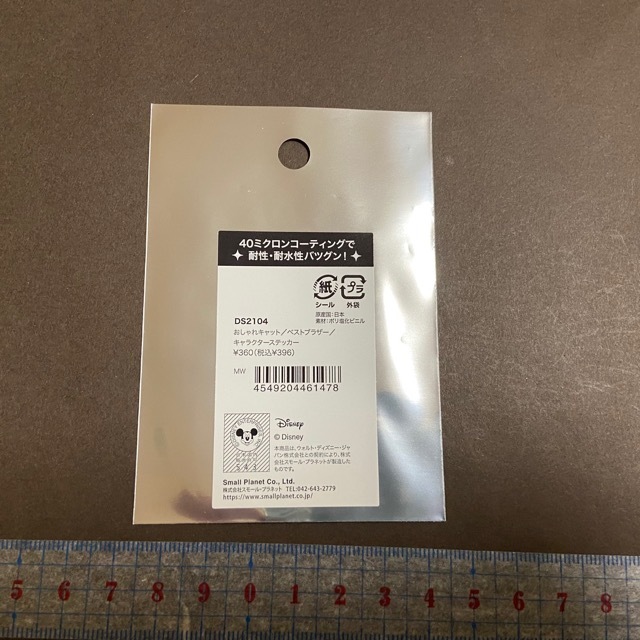 40ミクロンコーティングで
耐性・耐水性バツグン！
紙
シール
プラ
外袋
原産国：日本
素材：ポリ塩化ビニル
DS2104
おしゃれキャット／ベストブラザー／
キャラクターステッカー
¥360(税込¥396)
MW
4549204461478
Disney
© Disney
本商品は、ウォルト・ディズニー・ジャ
パン株式会社との契約により、株式
会社スモール・プラネットが製造した
ものです。
Small Planet Co., Ltd.
株式会社スモール・プラネット TEL:042-643-2779
https://www.smallplanet.co.jp/
5 6 7 8 9 10 1 2 3 4 5 6 7 8